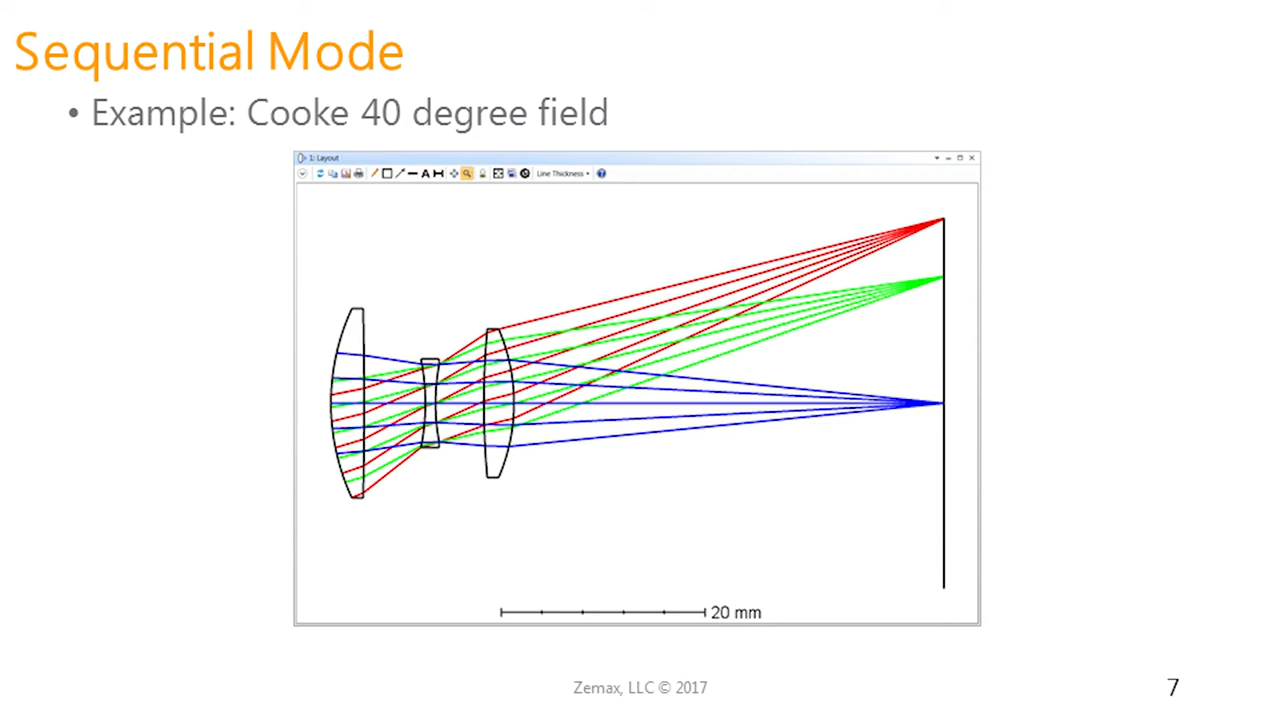 Sequential Mode
• Example: Cooke 40 degree field
1: Layout
A Line Thickness
20 mm
Zemax, LLC © 2017
7